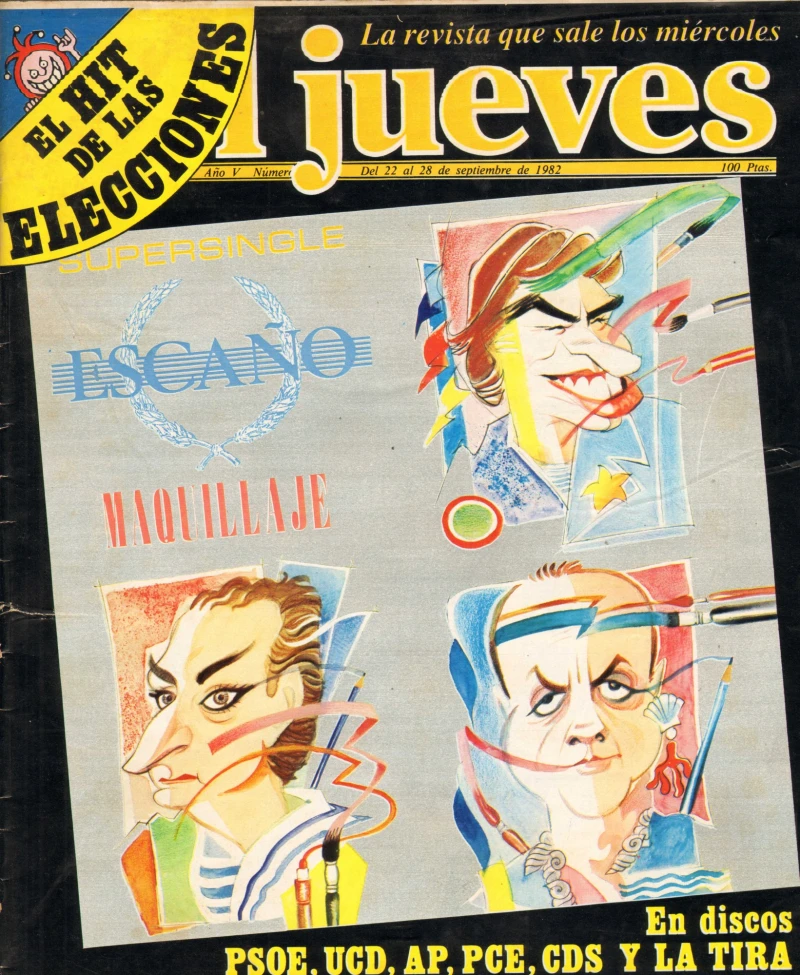 La revista que sale los miércoles
EL HIT
DE LAS
ELECCIONES
l jueves
Año V Número
Del 22 al 28 de septiembre de 1982
100 Ptas.
SUPERSINGLE
ESCAÑO
MAQUILLAJE
En discos
PSOE, UCD, AP, PCE, CDS Y LA TIRA